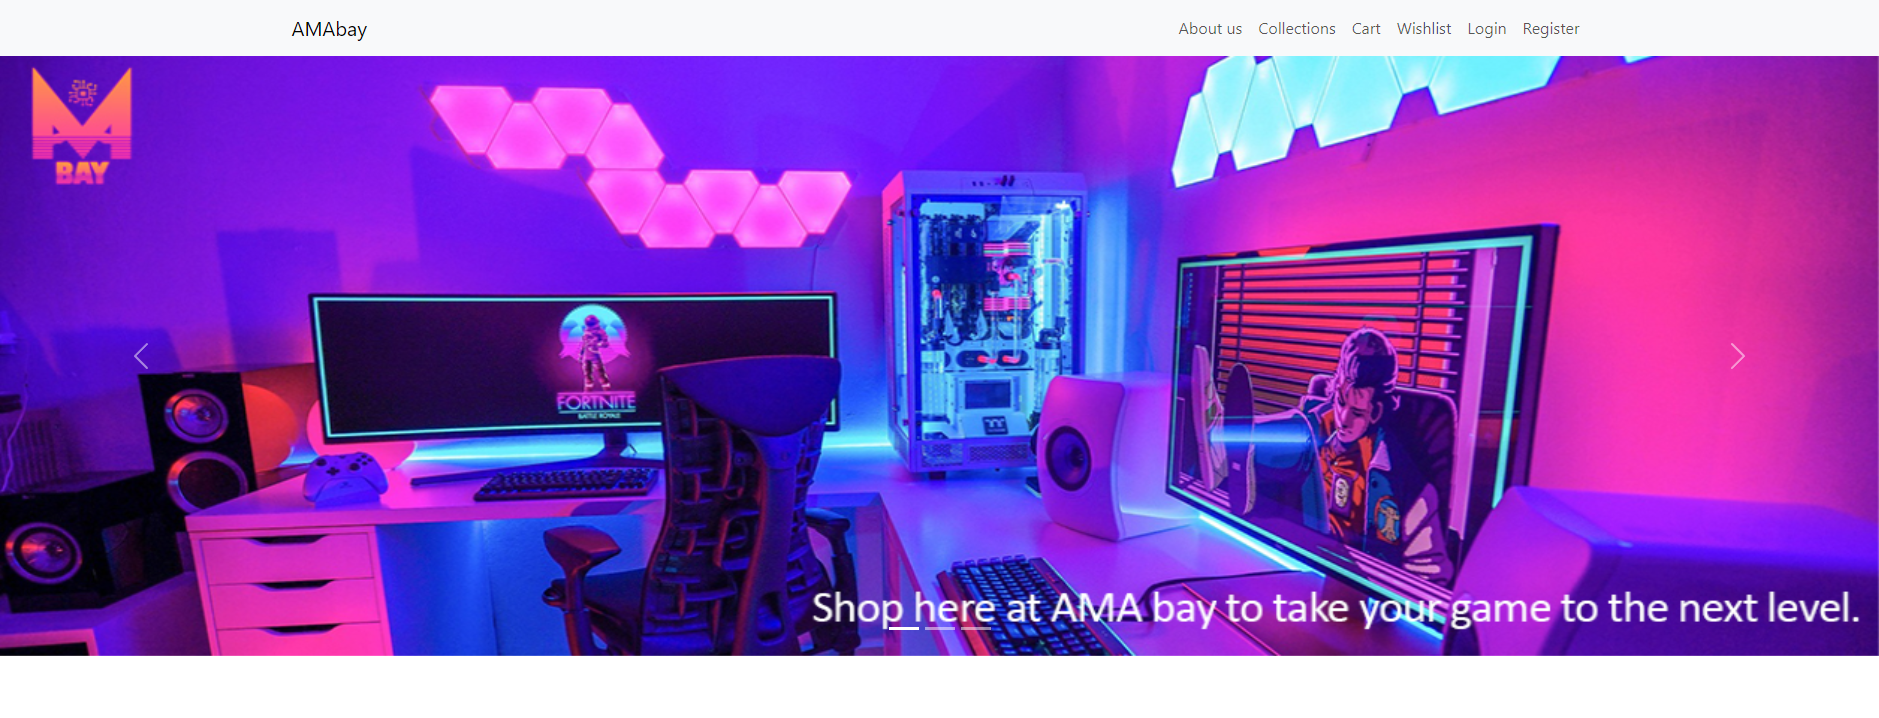 AMAbay
About us Collections Cart Wishlist Login Register
M
BAY
FORTNITE
BATTLE ROYALE
Shop here at AMA bay to take your game to the next level.